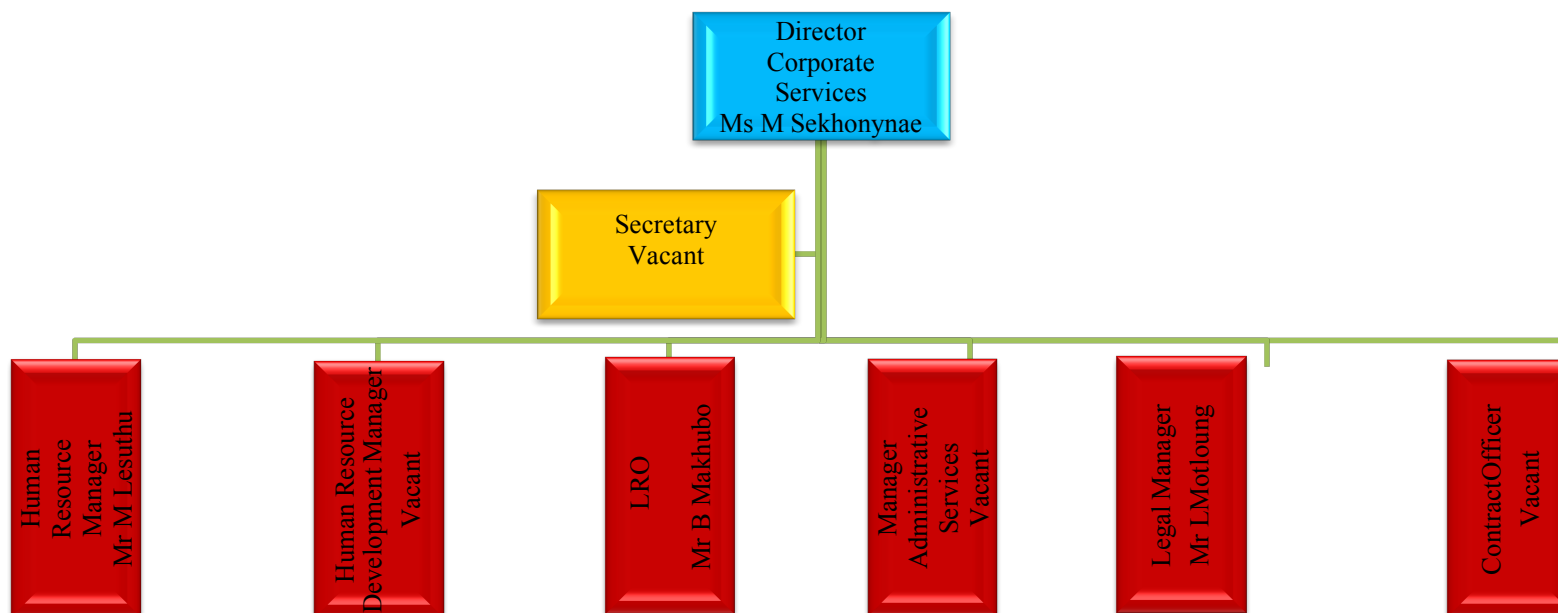 Director
Corporate
Services
Ms M Sekhonynae
Secretary
Vacant
Human
Resource
Manager
Mr M Lesuthu
Human Resource
Development Manager
Vacant
LRO
Mr B Makhubo
Manager
Administrative
Services
Vacant
Legal Manager
Mr LMotloung
ContractOfficer
Vacant